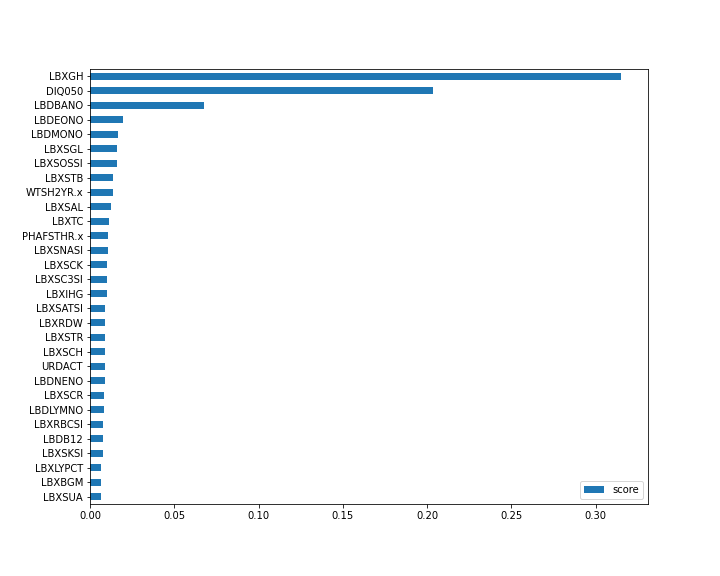 LBXGH
DIQ050
LBDBANO
LBDEONO
LBDMONO
LBXSGL
LBXSOSSI
LBXSTB
WTSH2YR.x
LBXSAL
LBXTC
PHAFSTHR.x
LBXSNASI
LBXSCK
LBXSC3SI
LBXIHG
LBXSATSI
LBXRDW
LBXSTR
LBXSCH
URDACT
LBDNENO
LBXSCR
LBDLYMNO
LBXRBCSI
LBDB12
LBXSKSI
LBXLYPCT
LBXBGM
LBXSUA
score
0.00 0.05 0.10 0.15 0.20 0.25 0.30